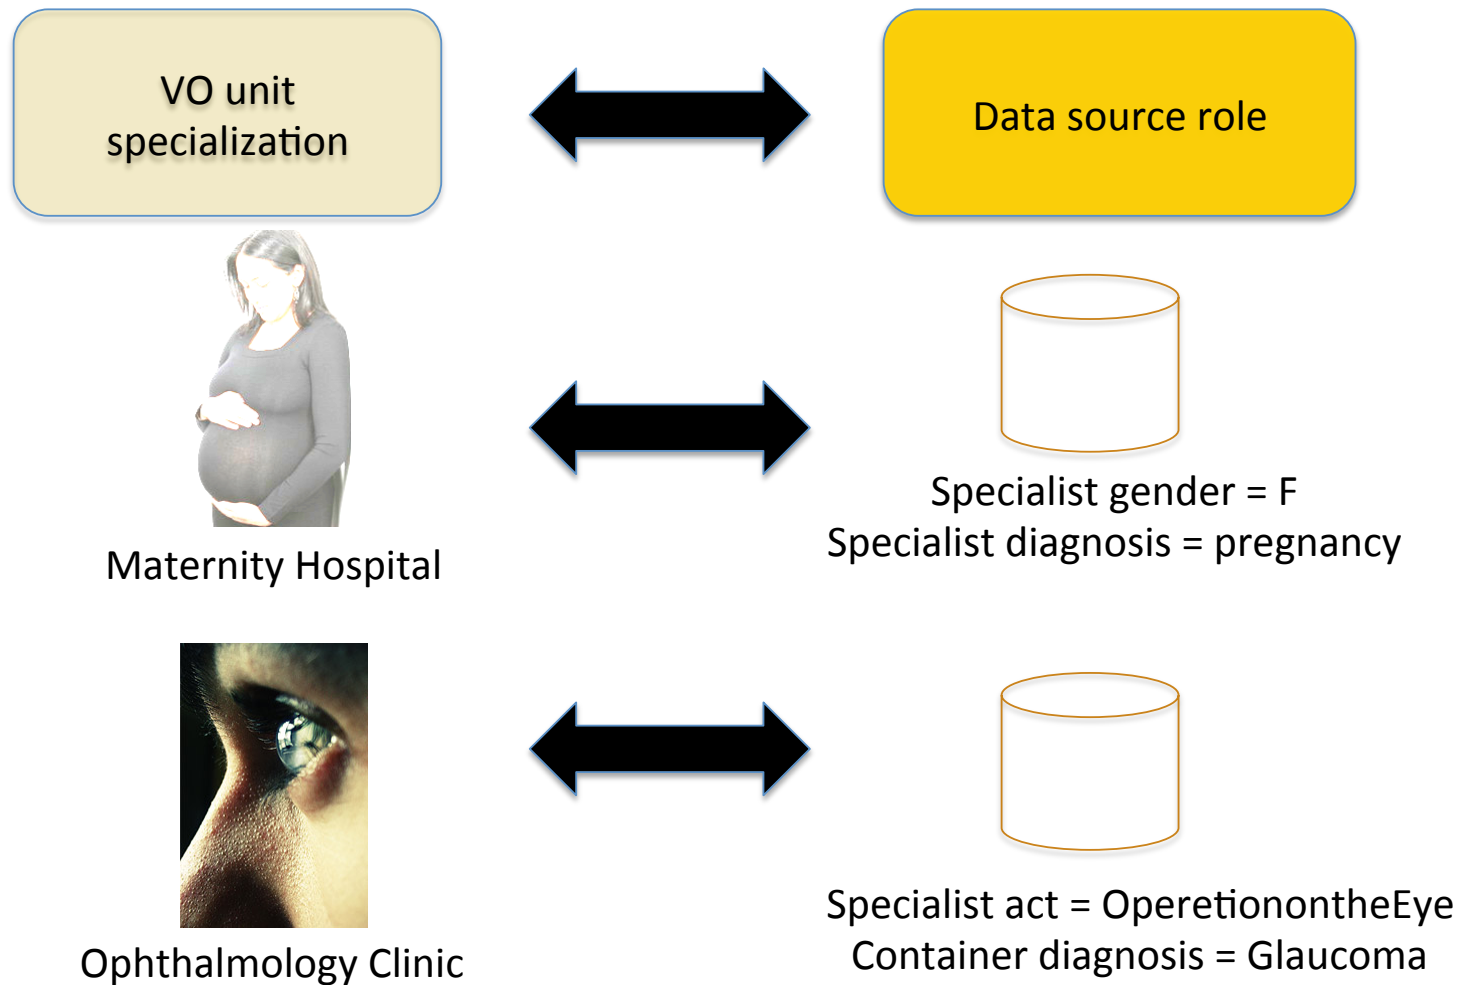 VO unit
specialization
Data source role
Specialist gender = F
Specialist diagnosis = pregnancy
Maternity Hospital
Specialist act = OperetionontheEye
Container diagnosis = Glaucoma
Ophthalmology Clinic